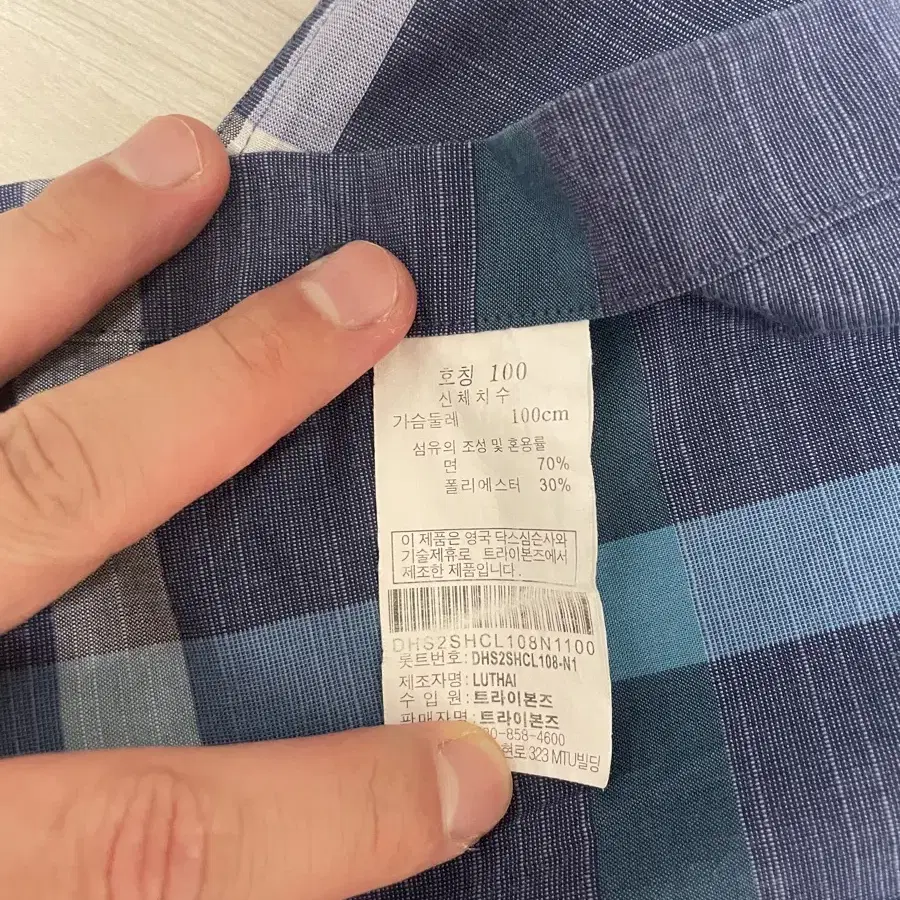 호칭 100
신체치수
가슴둘레 100cm
섬유의 조성 및 혼용률
면 70%
폴리에스터 30%
이 제품은 영국 닥스심슨사와
기술제휴로 트라이본즈에서
제조한 제품입니다.
DHS2SHCL108N1100
롯트번호: DHS2SHCL108-N1
제조자명: LUTHAI
수 입 원: 트라이본즈
판매자명: 트라이본즈
80-858-4600
현로 323 MTU빌딩